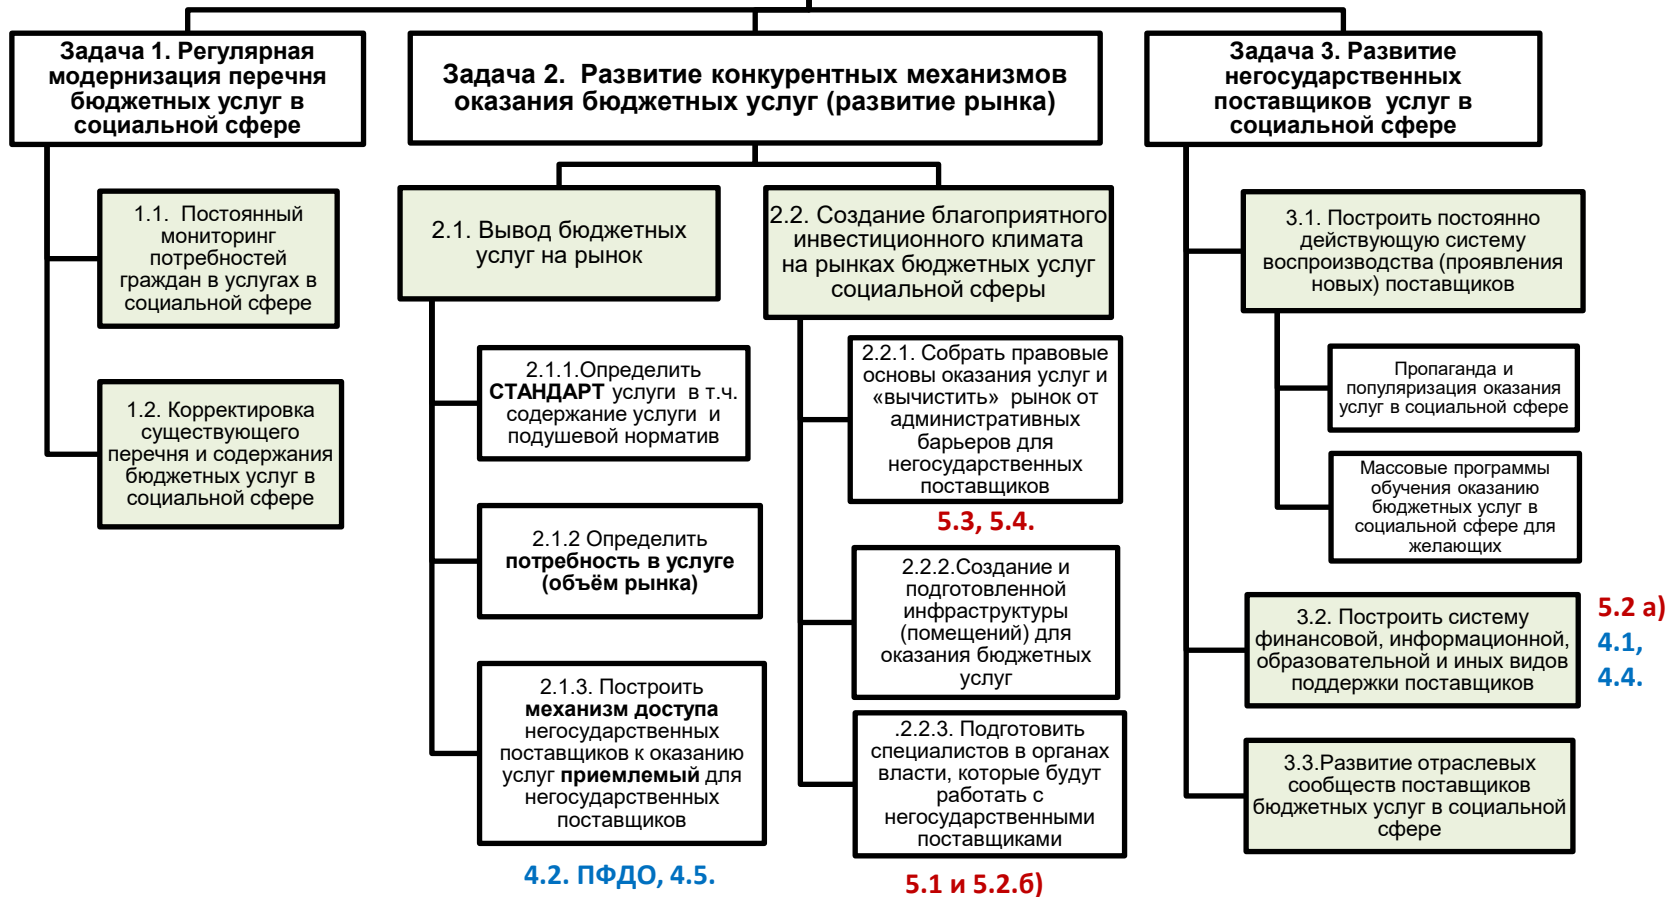 Задача 1. Регулярная
модернизация перечня
бюджетных услуг в
социальной сфере
1.1. Постоянный
мониторинг
потребностей
граждан в услугах в
социальной сфере
1.2. Корректировка
существующего
перечня и содержания
бюджетных услуг в
социальной сфере
Задача 2. Развитие конкурентных механизмов
оказания бюджетных услуг (развитие рынка)
2.1. Вывод бюджетных
услуг на рынок
2.1.1.Определить
СТАНДАРТ услуги в т.ч.
содержание услуги и
подушевой норматив
2.1.2 Определить
потребность в услуге
(объём рынка)
2.1.3. Построить
механизм доступа
негосударственных
поставщиков к оказанию
услуг приемлемый для
негосударственных
поставщиков
4.2. ПФДО, 4.5.
2.2. Создание благоприятного
инвестиционного климата
на рынках бюджетных услуг
социальной сферы
2.2.1. Собрать правовые
основы оказания услуг и
«вычистить» рынок от
административных
барьеров для
негосударственных
поставщиков
5.3, 5.4.
2.2.2.Создание и
подготовленной
инфраструктуры
(помещений) для
оказания бюджетных
услуг
.2.2.3. Подготовить
специалистов в органах
власти, которые будут
работать с
негосударственными
поставщиками
5.1 и 5.2.б)
Задача 3. Развитие
негосударственных
поставщиков услуг в
социальной сфере
3.1. Построить постоянно
действующую систему
воспроизводства (проявления
новых) поставщиков
Пропаганда и
популяризация оказания
услуг в социальной сфере
Массовые программы
обучения оказанию
бюджетных услуг в
социальной сфере для
желающих
3.2. Построить систему
финансовой, информационной,
образовательной и иных видов
поддержки поставщиков
5.2 а)
4.1,
4.4.
3.3.Развитие отраслевых
сообществ поставщиков
бюджетных услуг в социальной
сфере